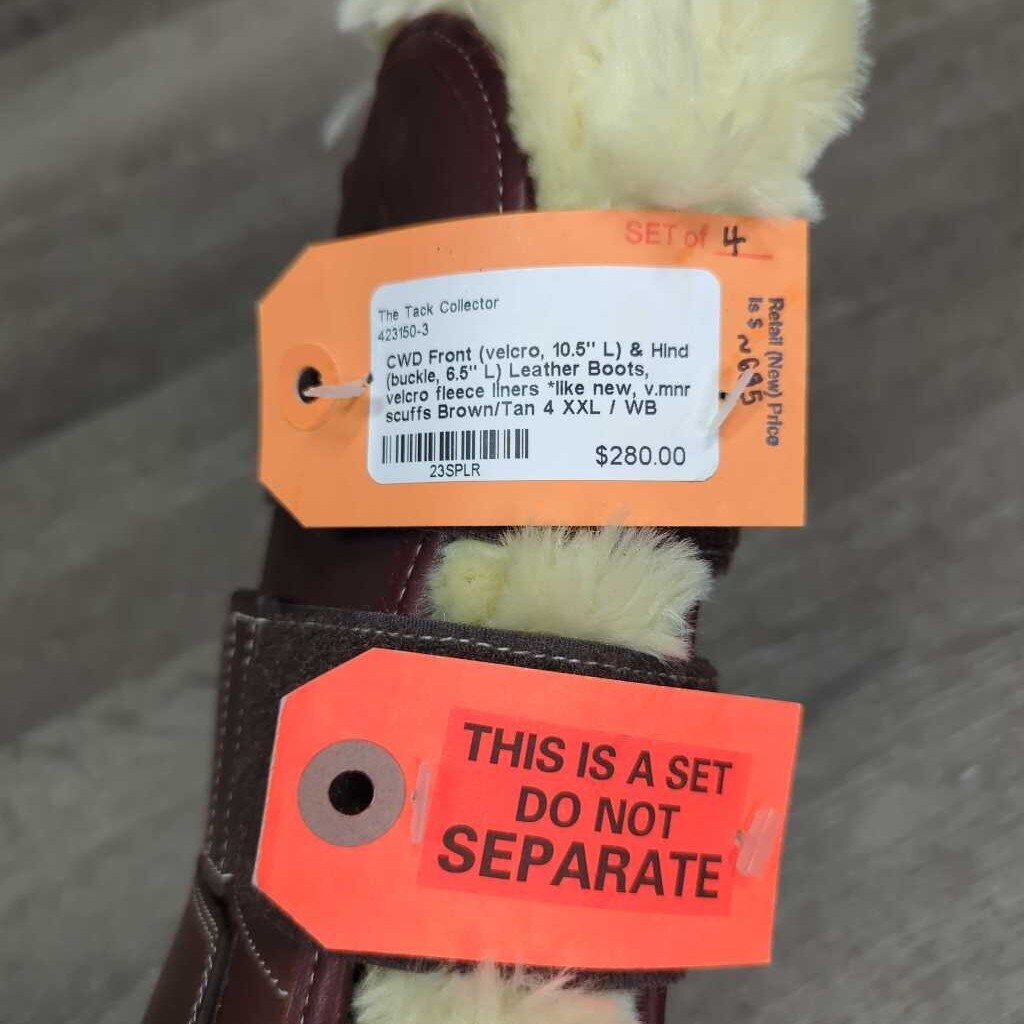 SET of 4
The Tack Collector
423150-3
CWD Front (velcro, 10.5" L) & Hind
(buckle, 6.5" L) Leather Boots,
velcro fleece liners *like new, v.mnr
scuffs Brown/Tan 4 XXL / WB
23SPLR $280.00
Retail (New) Price
Is $ ~695
THIS IS A SET
DO NOT
SEPARATE